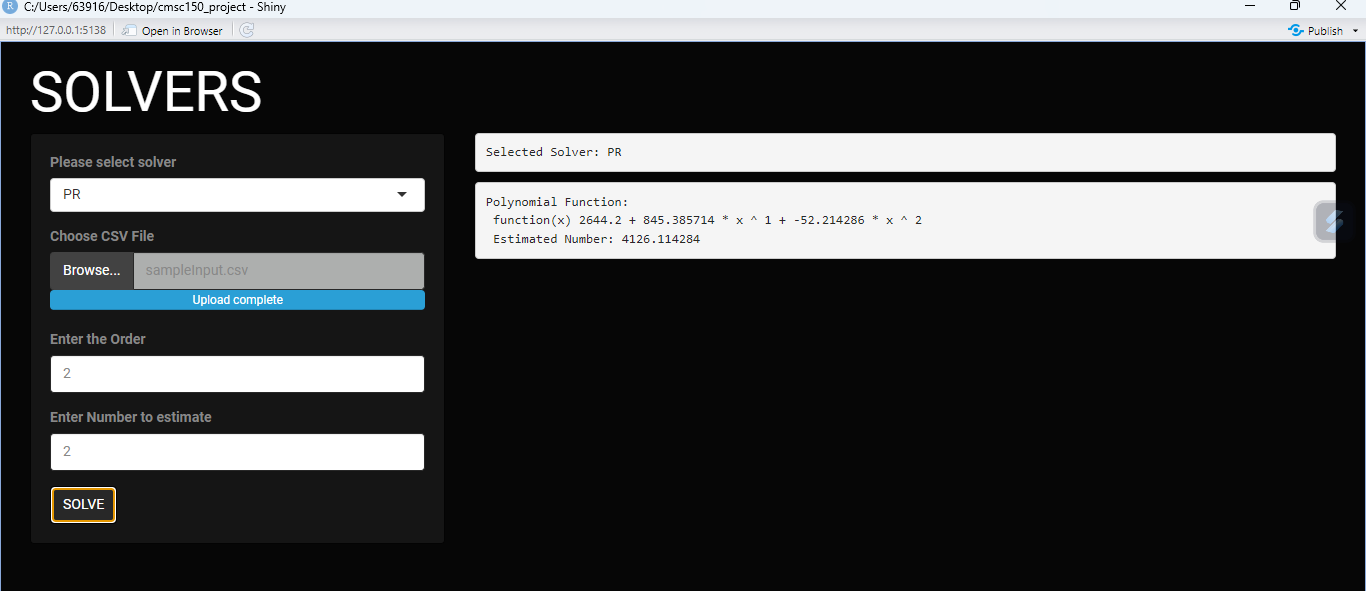 R C:/Users/63916/Desktop/cmsc150_project - Shiny
http://127.0.0.1:5138 Open in Browser Publish
SOLVERS
Please select solver
PR
Choose CSV File
Browse... sampleInput.csv
Upload complete
Enter the Order
2
Enter Number to estimate
2
SOLVE
Selected Solver: PR
Polynomial Function:
function(x) 2644.2 + 845.385714 * x ^ 1 + -52.214286 * x ^ 2
Estimated Number: 4126.114284